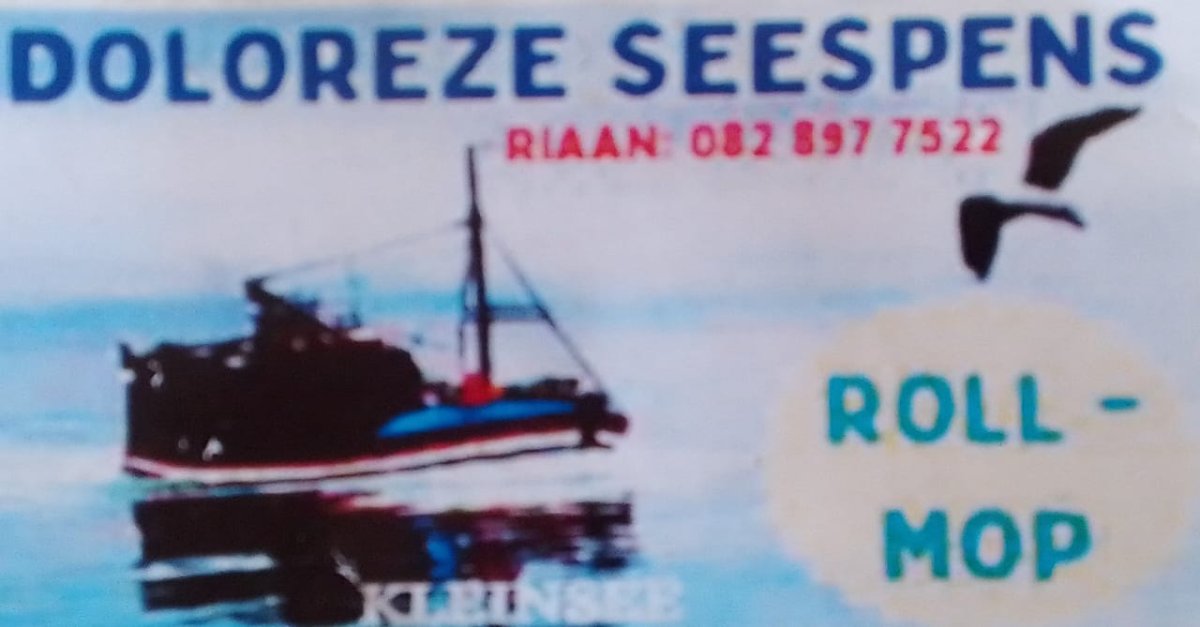 DOLOREZE SEESPENS
RIAAN: 082 897 7522
ROLL -
MOP
KLEINSEE